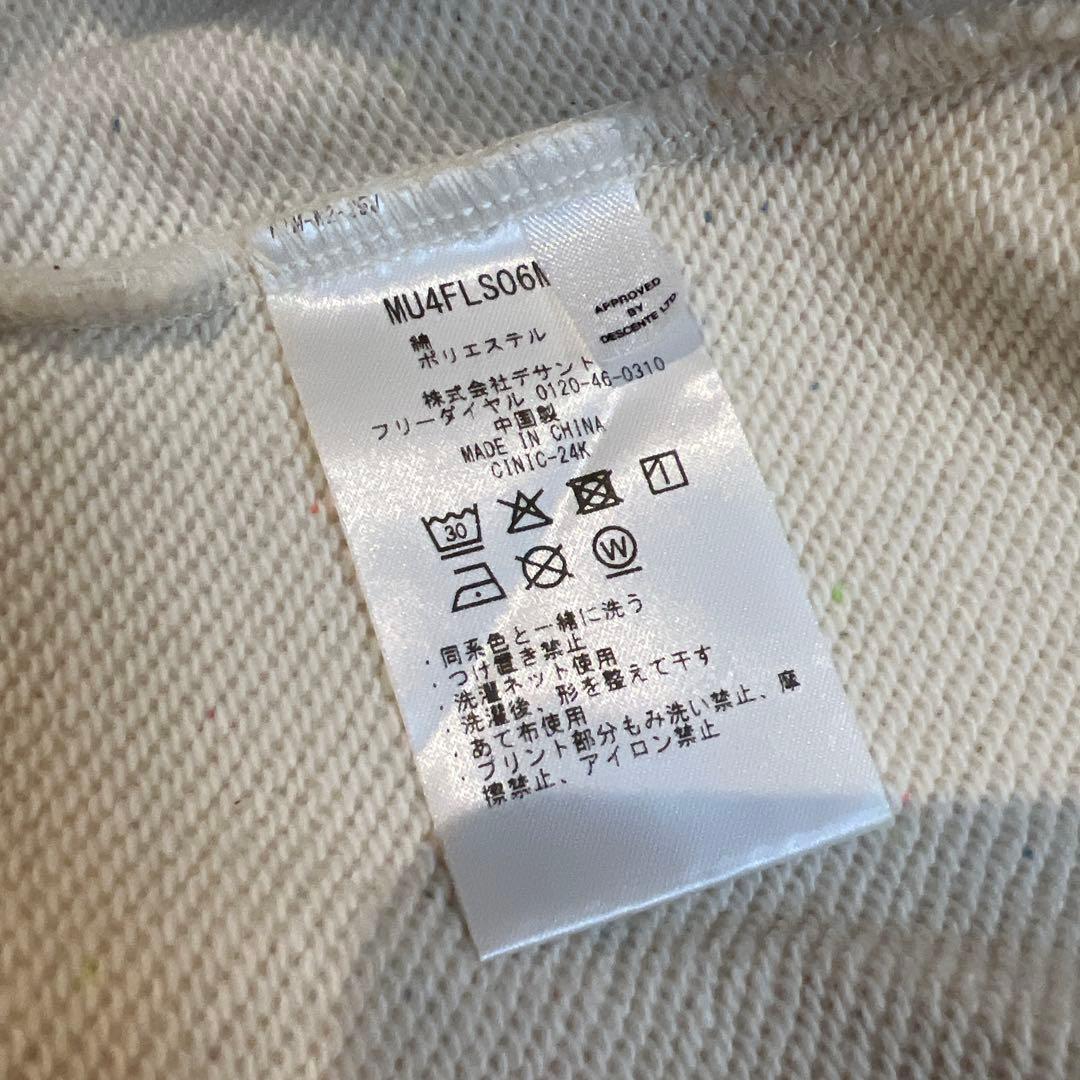 MU4FLS06M
APPROVED
BY
DESCENTE LTD
綿
ポリエステル
株式会社デサント
フリーダイヤル 0120-46-0310
中国製
MADE IN CHINA
CINIC-24K
30
1
W
・同系色と一緒に洗う
・つけ置き禁止
・洗濯ネット使用
・洗濯後、形を整えて干す
・あて布使用
・プリント部分もみ洗い禁止、摩
擦禁止、アイロン禁止